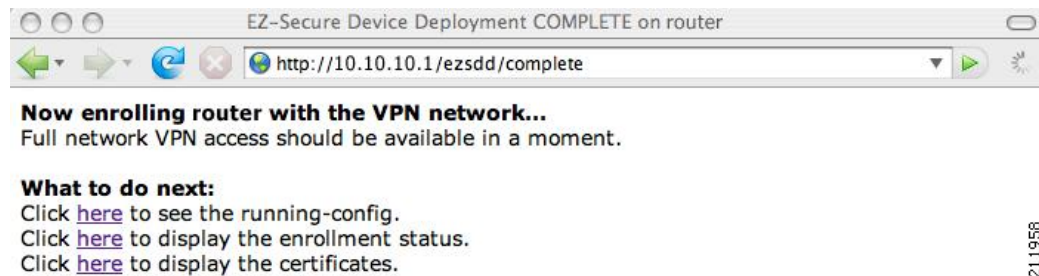 EZ-Secure Device Deployment COMPLETE on router
http://10.10.10.1/ezsdd/complete
Now enrolling router with the VPN network...
Full network VPN access should be available in a moment.
What to do next:
Click here to see the running-config.
Click here to display the enrollment status.
Click here to display the certificates.
211958